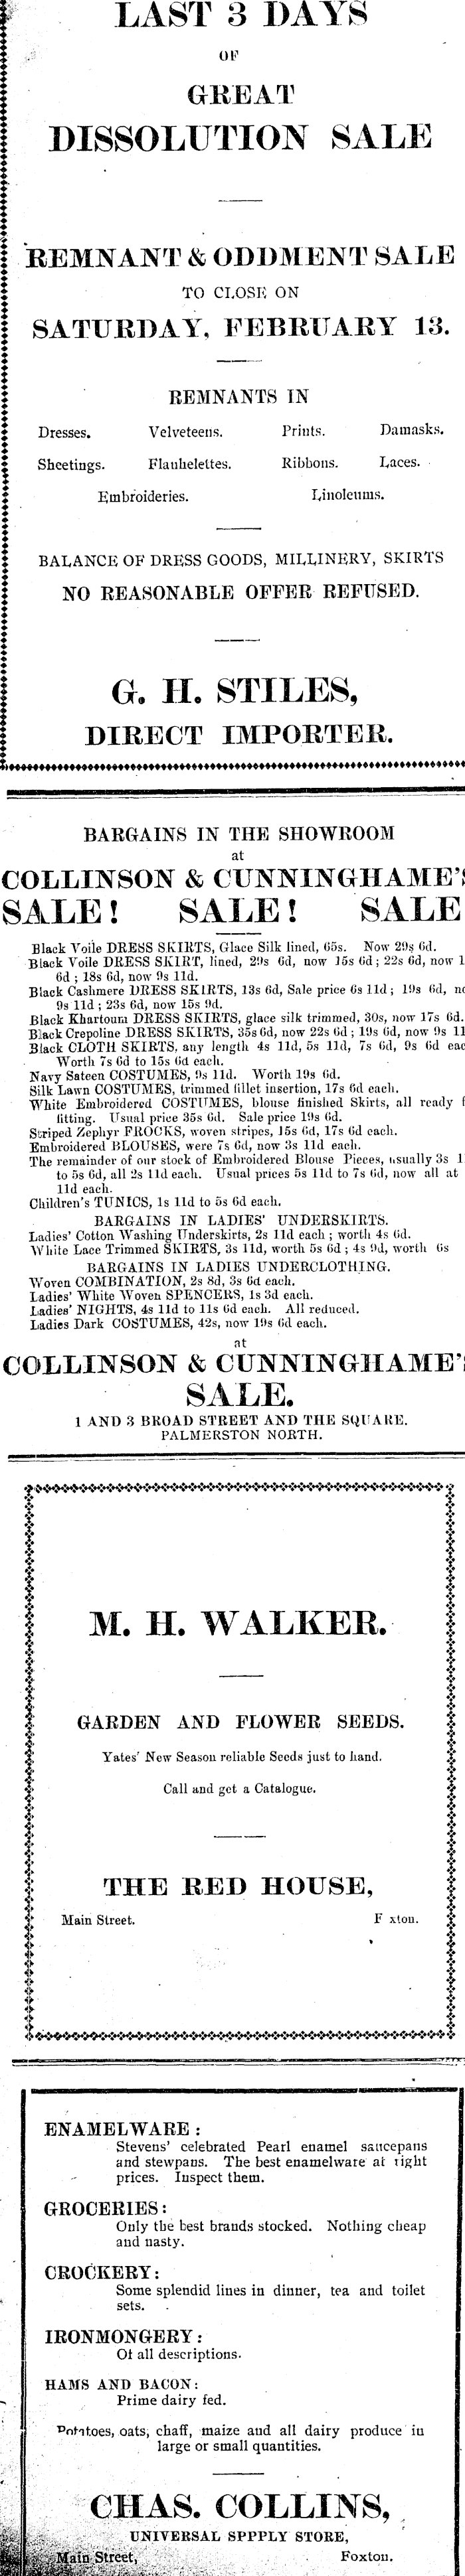 LAST 3 DAYS
OF
GREAT
DISSOLUTION SALE
REMNANT & ODDMENT SALE
TO CLOSE ON
SATURDAY, FEBRUARY 13.
REMNANTS IN
Dresses. Velveteens. Prints. Damasks.
Sheetings. Flauhelettes. Ribbons. Laces.
Embroideries. Linoleums.
BALANCE OF DRESS GOODS, MILLINERY, SKIRTS
NO REASONABLE OFFER REFUSED.
G. H. STILES,
DIRECT IMPORTER.
BARGAINS IN THE SHOWROOM
at
COLLINSON & CUNNINGHAME'S
SALE! SALE! SALE
Black Voile DRESS SKIRTS, Glace Silk lined, 65s. Now 29s 6d.
Black Voile DRESS SKIRT, lined, 29s 6d, now 15s 6d; 22s 6d, now 1
6d; 18s 6d, now 9s 11d.
Black Cashmere DRESS SKIRTS, 13s 6d, Sale price 6s 11d; 19s 6d, no
9s 11d; 23s 6d, now 15s 9d.
Black Khartoum DRESS SKIRTS, glace silk trimmed, 30s, now 17s 6d.
Black Crepoline DRESS SKIRTS, 35s 6d, now 22s 6d; 19s 6d, now 9s 11
Black CLOTH SKIRTS, any length 4s 11d, 5s 11d, 7s 6d, 9s 6d eac
Worth 7s 6d to 15s 6d each.
Navy Sateen COSTUMES, 9s 11d. Worth 19s 6d.
Silk Lawn COSTUMES, trimmed fillet insertion, 17s 6d each.
White Embroidered COSTUMES, blouse finished Skirts, all ready f
fitting. Usual price 35s 6d. Sale price 19s 6d.
Striped Zephyr FROCKS, woven stripes, 15s 6d, 17s 6d each.
Embroidered BLOUSES, were 7s 6d, now 3s 11d each.
The remainder of our stock of Embroidered Blouse Pieces, usually 3s 1
to 5s 6d, all 2s 11d each. Usual prices 5s 11d to 7s 6d, now all at
11d each.
Children's TUNICS, 1s 11d to 5s 6d each.
BARGAINS IN LADIES' UNDERSKIRTS.
Ladies' Cotton Washing Underskirts, 2s 11d each; worth 4s 6d.
White Lace Trimmed SKIRTS, 3s 11d, worth 5s 6d; 4s 9d, worth 6s
BARGAINS IN LADIES UNDERCLOTHING.
Woven COMBINATION, 2s 8d, 3s 6d each.
Ladies' White Woven SPENCERS, 1s 3d each.
Ladies' NIGHTS, 4s 11d to 11s 6d each. All reduced.
Ladies Dark COSTUMES, 42s, now 19s 6d each.
at
COLLINSON & CUNNINGHAME'S
SALE.
1 AND 3 BROAD STREET AND THE SQUARE.
PALMERSTON NORTH.
M. H. WALKER.
GARDEN AND FLOWER SEEDS.
Yates' New Season reliable Seeds just to hand.
Call and get a Catalogue.
THE RED HOUSE,
Main Street. F xton.
ENAMELWARE:
Stevens' celebrated Pearl enamel saucepans
and stewpans. The best enamelware at right
prices. Inspect them.
GROCERIES:
Only the best brands stocked. Nothing cheap
and nasty.
CROCKERY:
Some splendid lines in dinner, tea and toilet
sets.
IRONMONGERY:
Of all descriptions.
HAMS AND BACON:
Prime dairy fed.
Potatoes, oats, chaff, maize and all dairy produce in
large or small quantities.
CHAS. COLLINS,
UNIVERSAL SPPPLY STORE,
Main Street, Foxton.